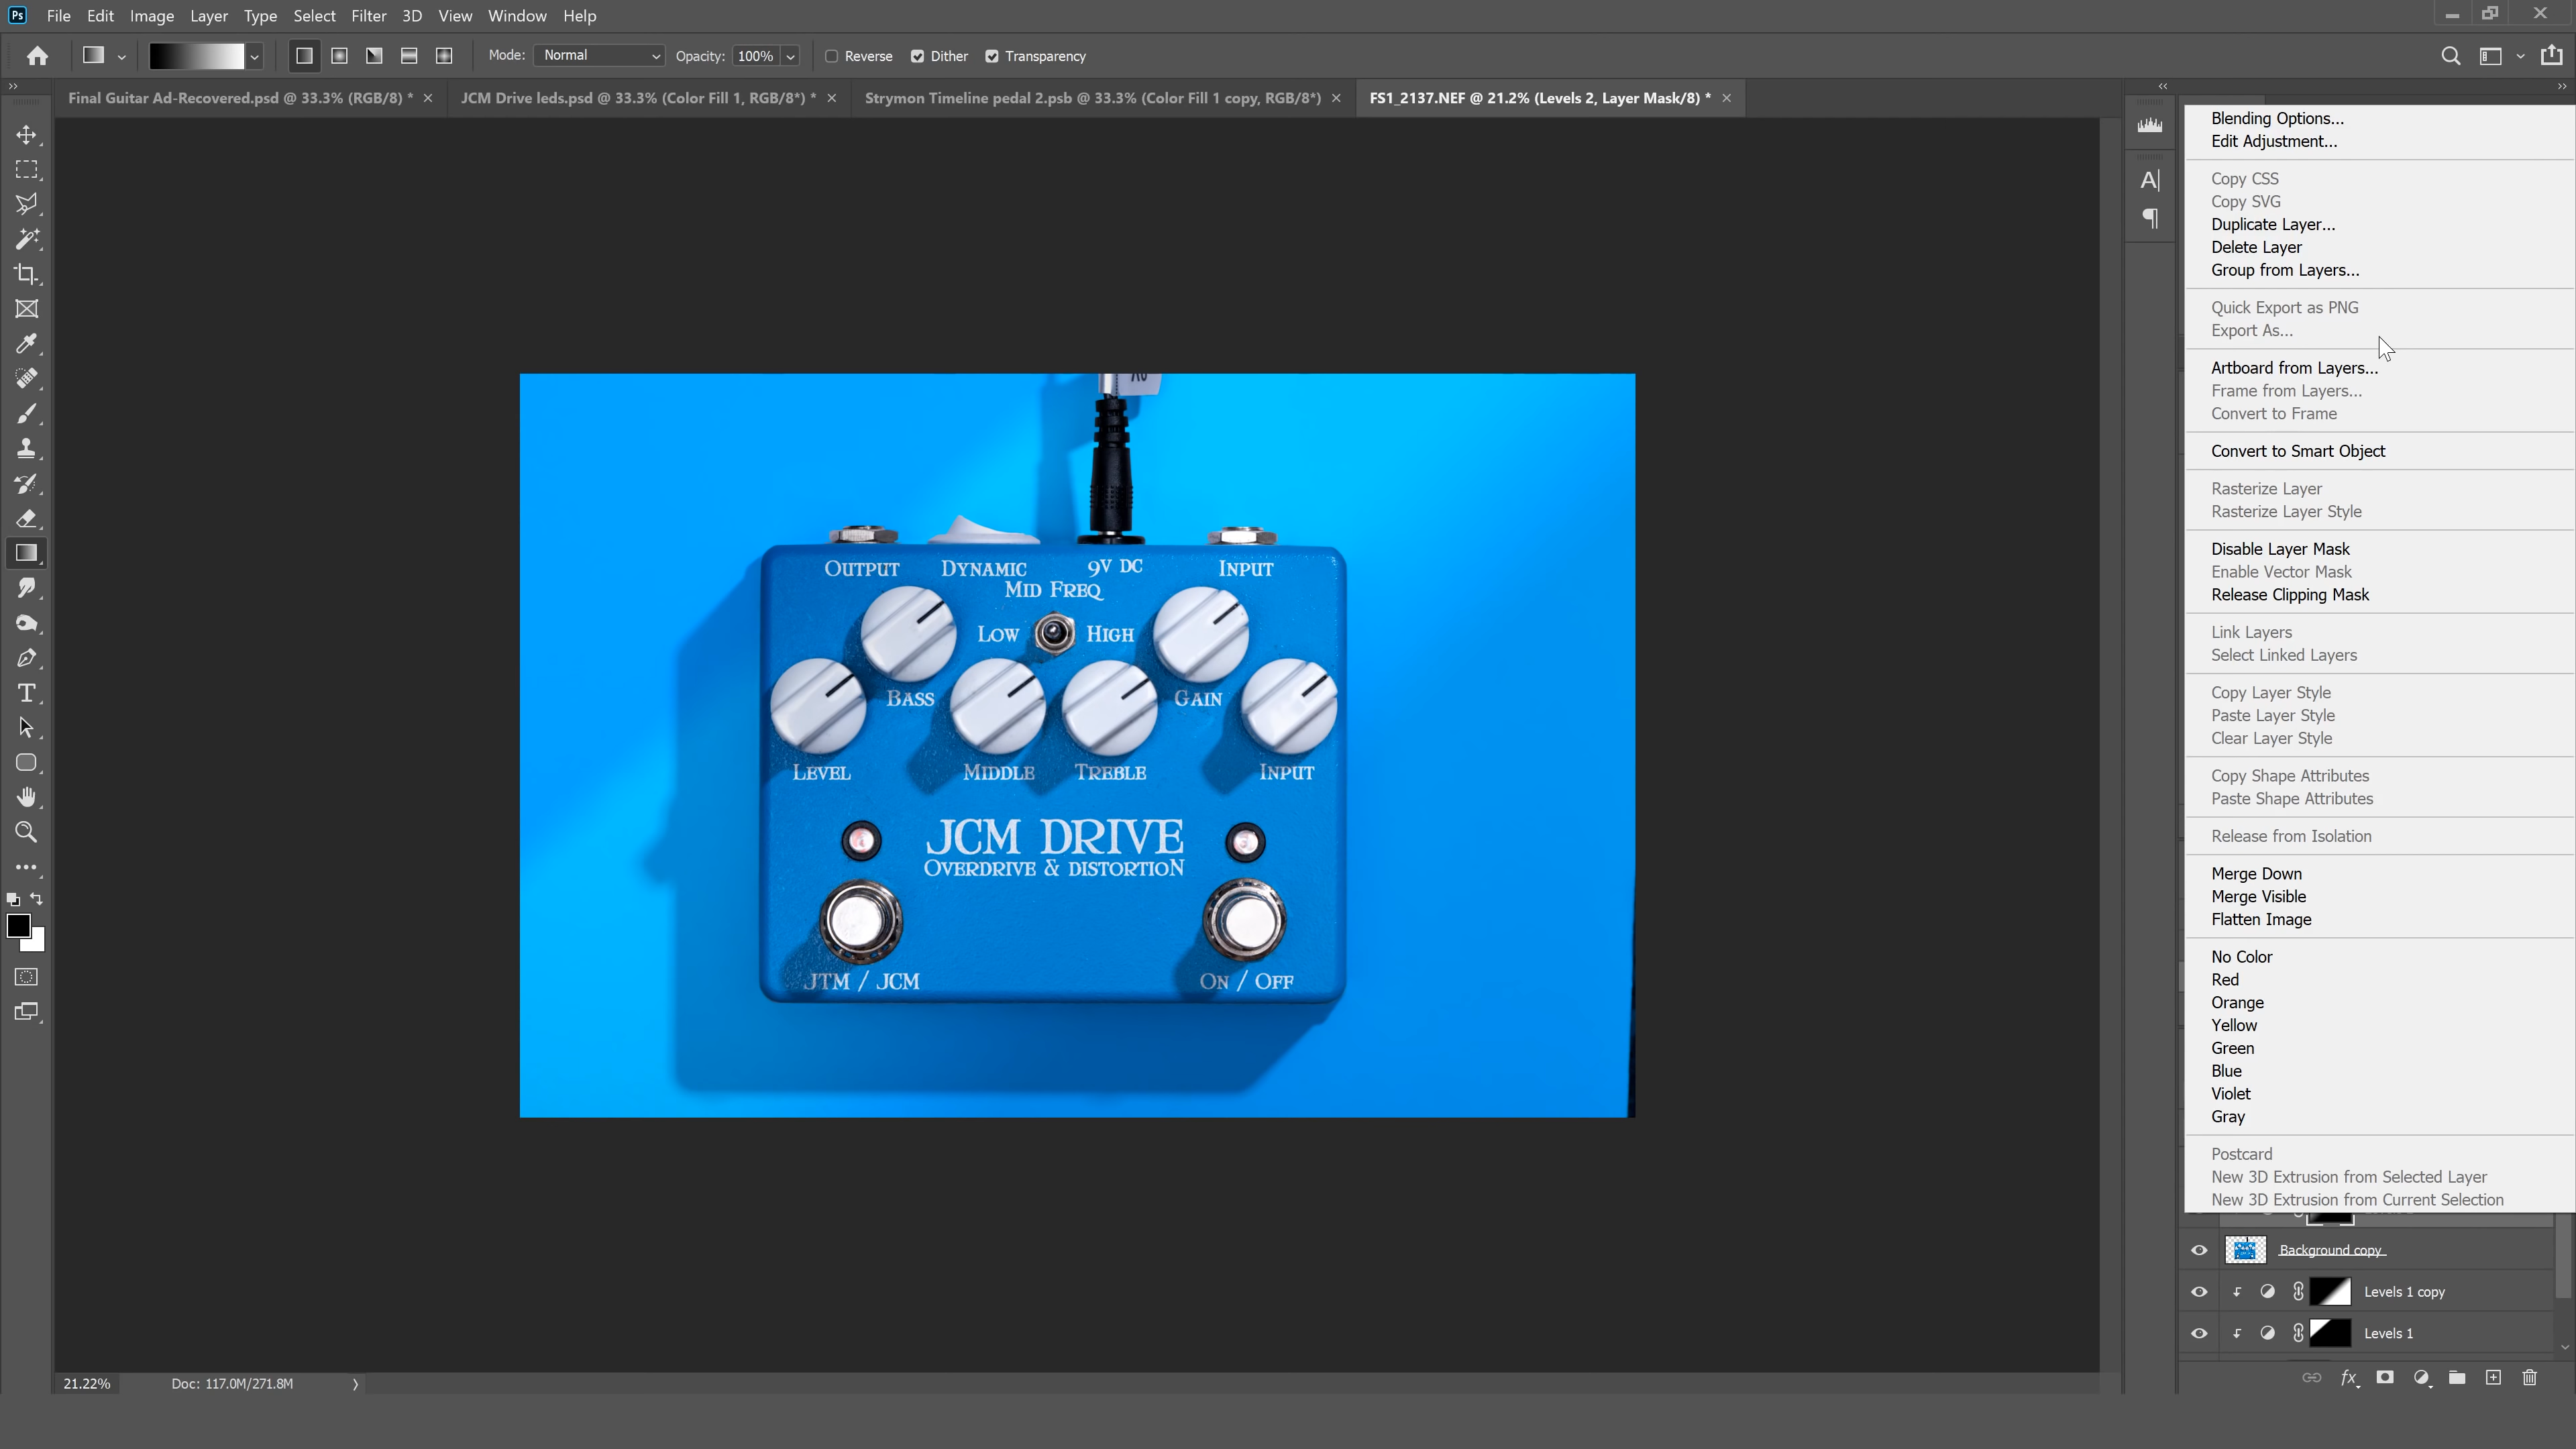 Ps File Edit Image Layer Type Select Filter 3D View Window Help
Mode: Normal Opacity: 100% Reverse Dither Transparency
Final Guitar Ad-Recovered.psd @ 33.3% (RGB/8) * JCM Drive leds.psd @ 33.3% (Color Fill 1, RGB/8*) * Strymon Timeline pedal 2.psb @ 33.3% (Color Fill 1 copy, RGB/8*) FS1_2137.NEF @ 21.2% (Levels 2, Layer Mask/8) *
Blending Options...
Edit Adjustment...
Copy CSS
Copy SVG
Duplicate Layer...
Delete Layer
Group from Layers...
Quick Export as PNG
Export As...
Artboard from Layers...
Frame from Layers...
Convert to Frame
Convert to Smart Object
Rasterize Layer
Rasterize Layer Style
Disable Layer Mask
Enable Vector Mask
Release Clipping Mask
Link Layers
Select Linked Layers
Copy Layer Style
Paste Layer Style
Clear Layer Style
Copy Shape Attributes
Paste Shape Attributes
Release from Isolation
Merge Down
Merge Visible
Flatten Image
No Color
Red
Orange
Yellow
Green
Blue
Violet
Gray
Postcard
New 3D Extrusion from Selected Layer
New 3D Extrusion from Current Selection
Background copy
Levels 1 copy
Levels 1
OUTPUT DYNAMIC 9V DC INPUT
MID FREQ
LOW HIGH
BASS GAIN
LEVEL MIDDLE TREBLE INPUT
JCM DRIVE
OVERDRIVE & DISTORTION
JTM / JCM ON / OFF
21.22% Doc: 117.0M/271.8M